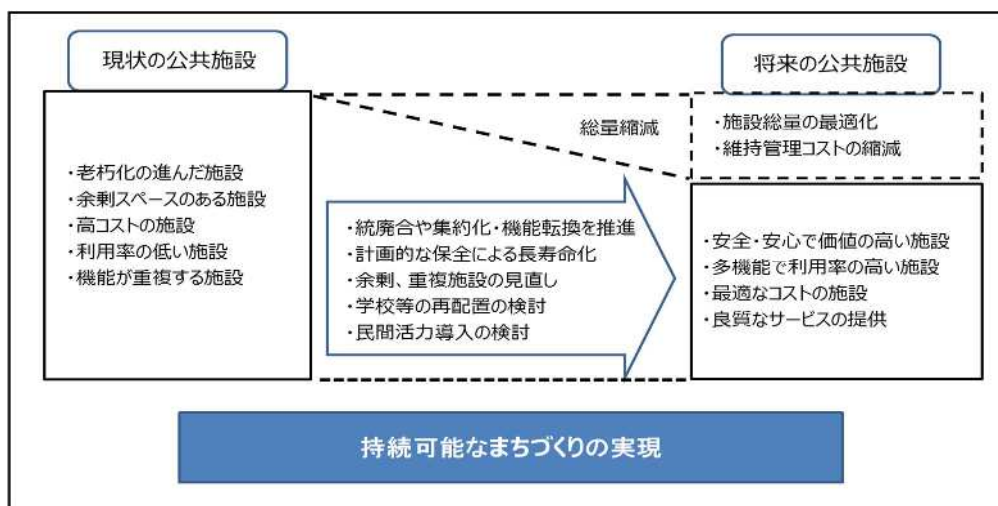 現状の公共施設
・老朽化の進んだ施設
・余剰スペースのある施設
・高コストの施設
・利用率の低い施設
・機能が重複する施設
総量縮減
・統廃合や集約化・機能転換を推進
・計画的な保全による長寿命化
・余剰、重複施設の見直し
・学校等の再配置の検討
・民間活力導入の検討
将来の公共施設
・施設総量の最適化
・維持管理コストの縮減
・安全・安心で価値の高い施設
・多機能で利用率の高い施設
・最適なコストの施設
・良質なサービスの提供
持続可能なまちづくりの実現